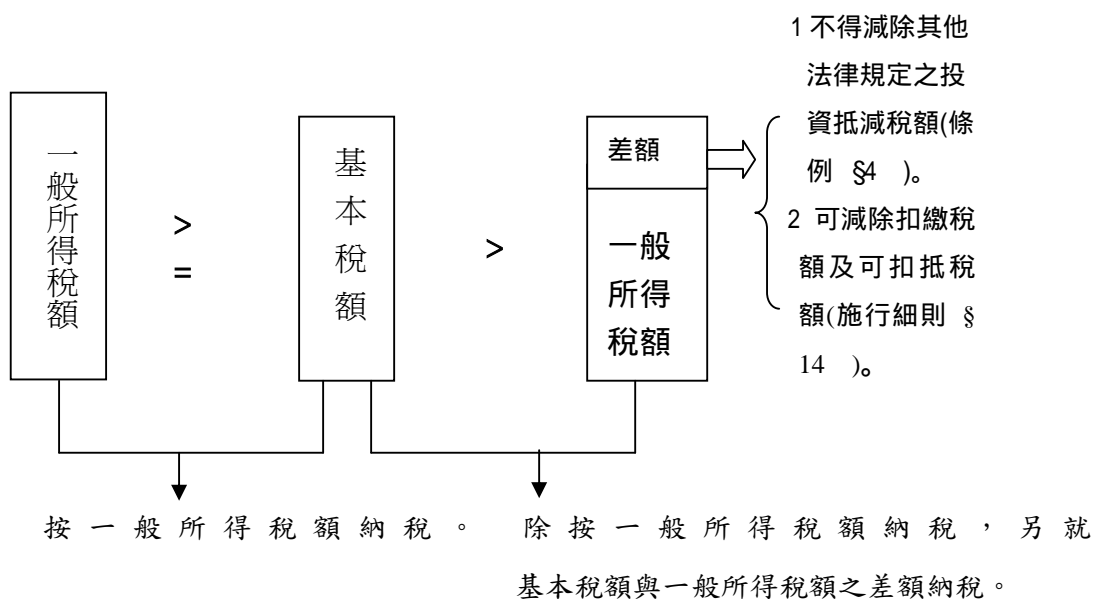 一般所得稅額
>
=
基本稅額
>
差額
一般
所得
稅額
1 不得減除其他
法律規定之投
資抵減稅額(條
例 §4 )。
2 可減除扣繳稅
額及可扣抵稅
額(施行細則 §
14 )。
按一般所得稅額納稅。
除按一般所得稅額納稅，另就
基本稅額與一般所得稅額之差額納稅。